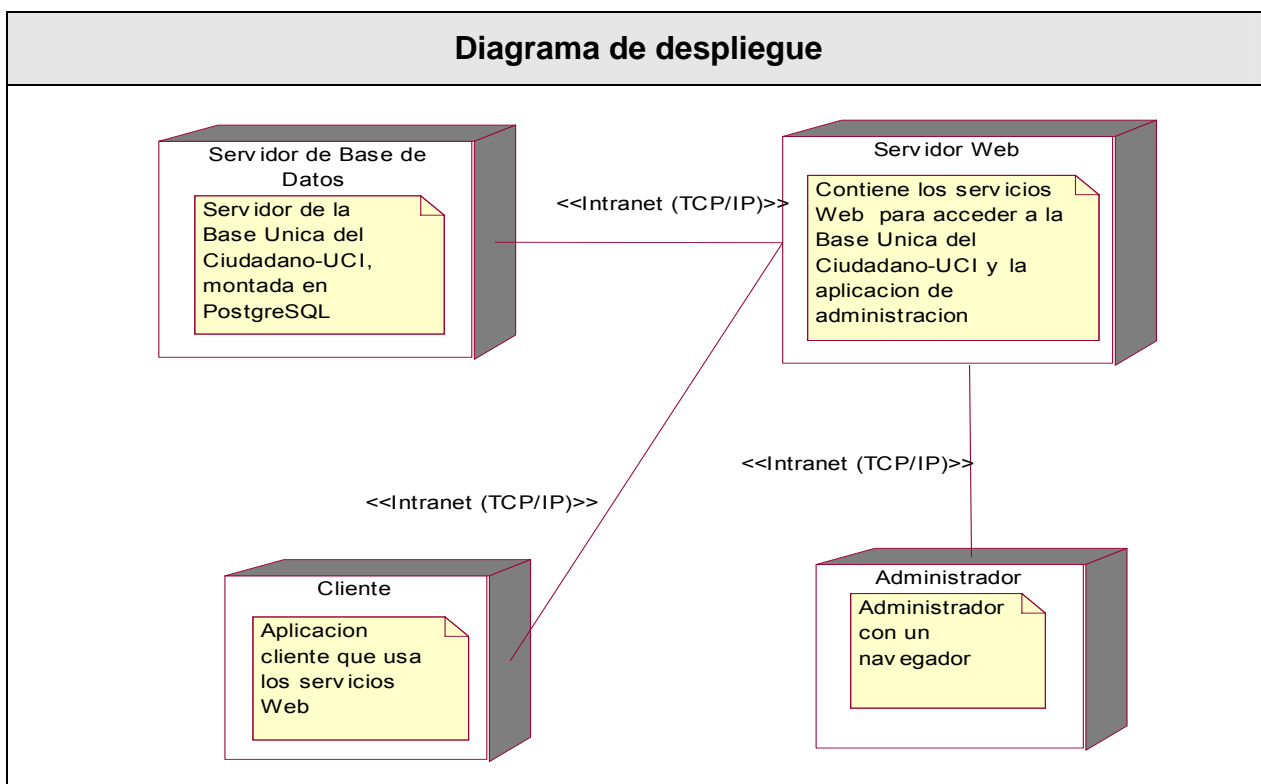 Diagrama de despliegue
Servidor de Base de
Datos
Servidor de la
Base Unica del
Ciudadano-UCI,
montada en
PostgreSQL
<<Intranet (TCP/IP)>>
Servidor Web
Contiene los servicios
Web para acceder a la
Base Unica del
Ciudadano-UCI y la
aplicacion de
administracion
<<Intranet (TCP/IP)>>
<<Intranet (TCP/IP)>>
Cliente
Aplicacion
cliente que usa
los servicios
Web
Administrador
Administrador
con un
navegador